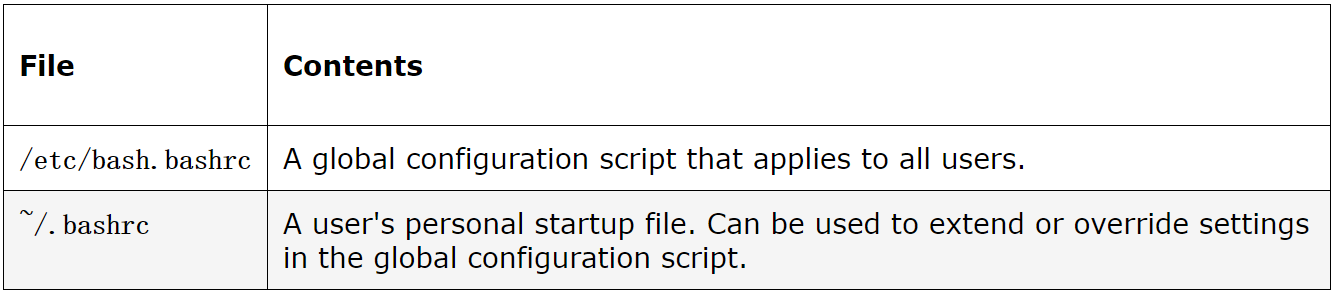 File Contents
/etc/bash.bashrc A global configuration script that applies to all users.
~/.bashrc A user's personal startup file. Can be used to extend or override settings
in the global configuration script.